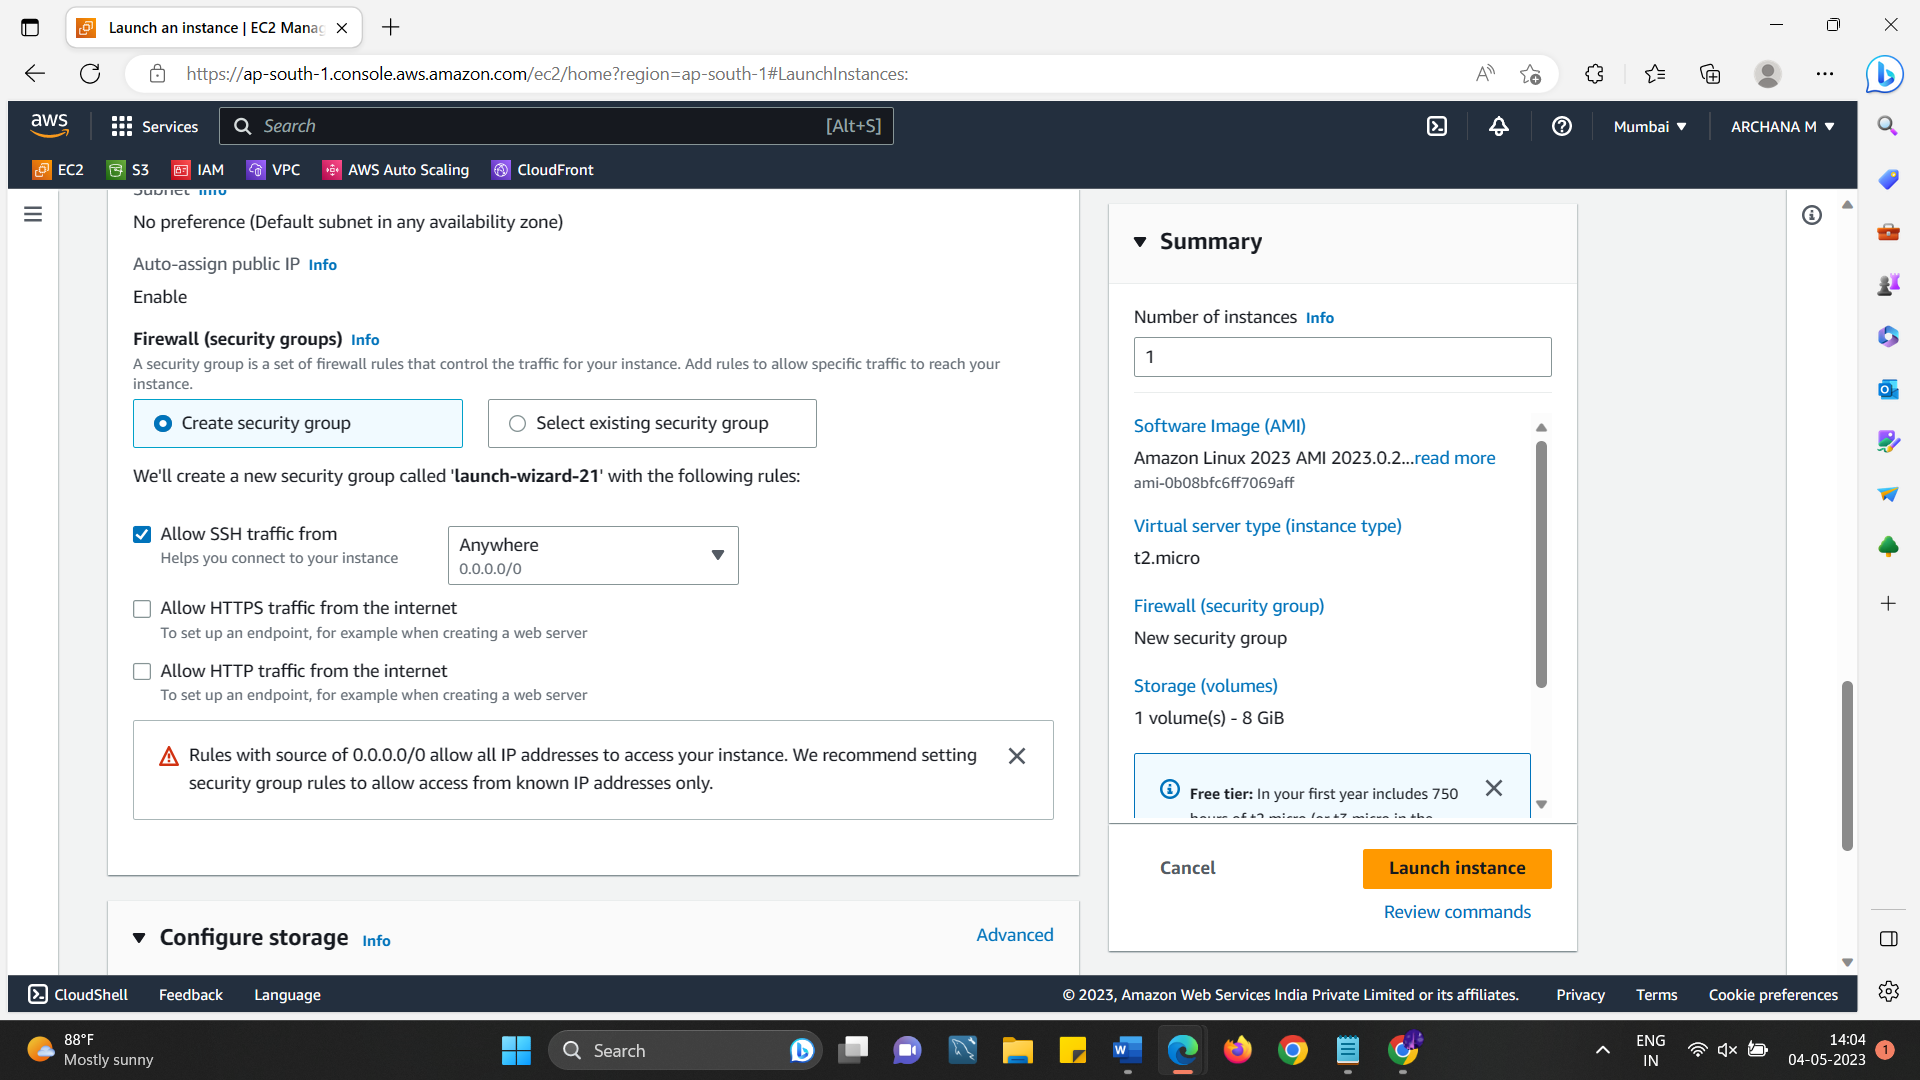 Launch an instance | EC2 Manag
https://ap-south-1.console.aws.amazon.com/ec2/home?region=ap-south-1#LaunchInstances:
aws
Services
Search
[Alt+S]
Mumbai
ARCHANA M
EC2
S3
IAM
VPC
AWS Auto Scaling
CloudFront
Subnet Info
No preference (Default subnet in any availability zone)
Auto-assign public IP Info
Enable
Firewall (security groups) Info
A security group is a set of firewall rules that control the traffic for your instance. Add rules to allow specific traffic to reach your
instance.
Create security group
Select existing security group
We'll create a new security group called 'launch-wizard-21' with the following rules:
Allow SSH traffic from
Helps you connect to your instance
Anywhere
0.0.0.0/0
Allow HTTPS traffic from the internet
To set up an endpoint, for example when creating a web server
Allow HTTP traffic from the internet
To set up an endpoint, for example when creating a web server
Rules with source of 0.0.0.0/0 allow all IP addresses to access your instance. We recommend setting
security group rules to allow access from known IP addresses only.
Configure storage Info
Advanced
Summary
Number of instances Info
1
Software Image (AMI)
Amazon Linux 2023 AMI 2023.0.2...read more
ami-0b08bfc6ff7069aff
Virtual server type (instance type)
t2.micro
Firewall (security group)
New security group
Storage (volumes)
1 volume(s) - 8 GiB
Free tier: In your first year includes 750
hours of t2.micro (or t3.micro in the
Cancel
Launch instance
Review commands
CloudShell
Feedback
Language
© 2023, Amazon Web Services India Private Limited or its affiliates.
Privacy
Terms
Cookie preferences
88°F
Mostly sunny
Search
ENG
IN
14:04
04-05-2023
1